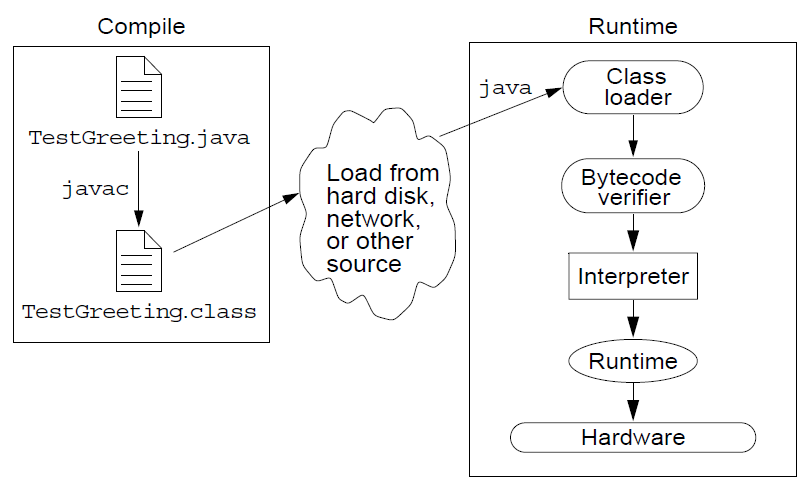 Compile
TestGreeting.java
javac
TestGreeting.class
Load from
hard disk,
network,
or other
source
java
Runtime
Class
loader
Bytecode
verifier
Interpreter
Runtime
Hardware